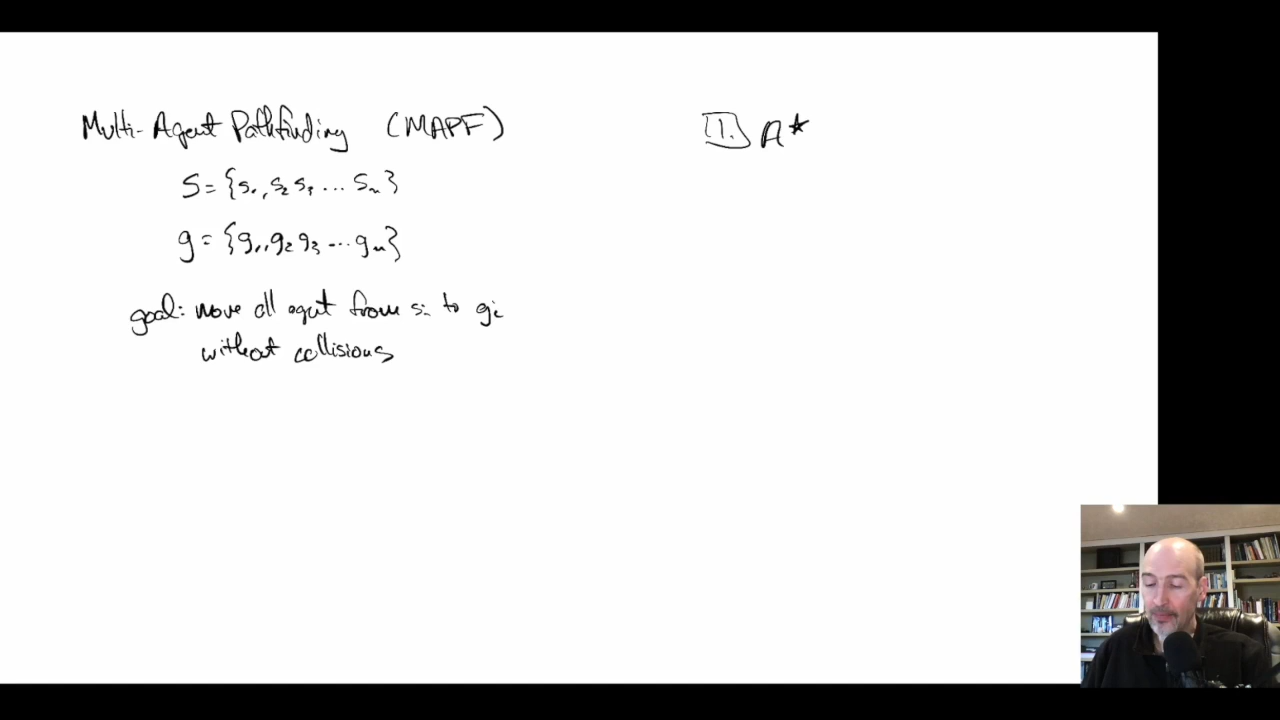 Multi-Agent Pathfinding (MAPF)
S = {s₁, s₂ s₃ ... sₙ}
g = {g₁, g₂ g₃ ... gₙ}
goal: move all agent from sᵢ to gᵢ
without collisions
1. A*